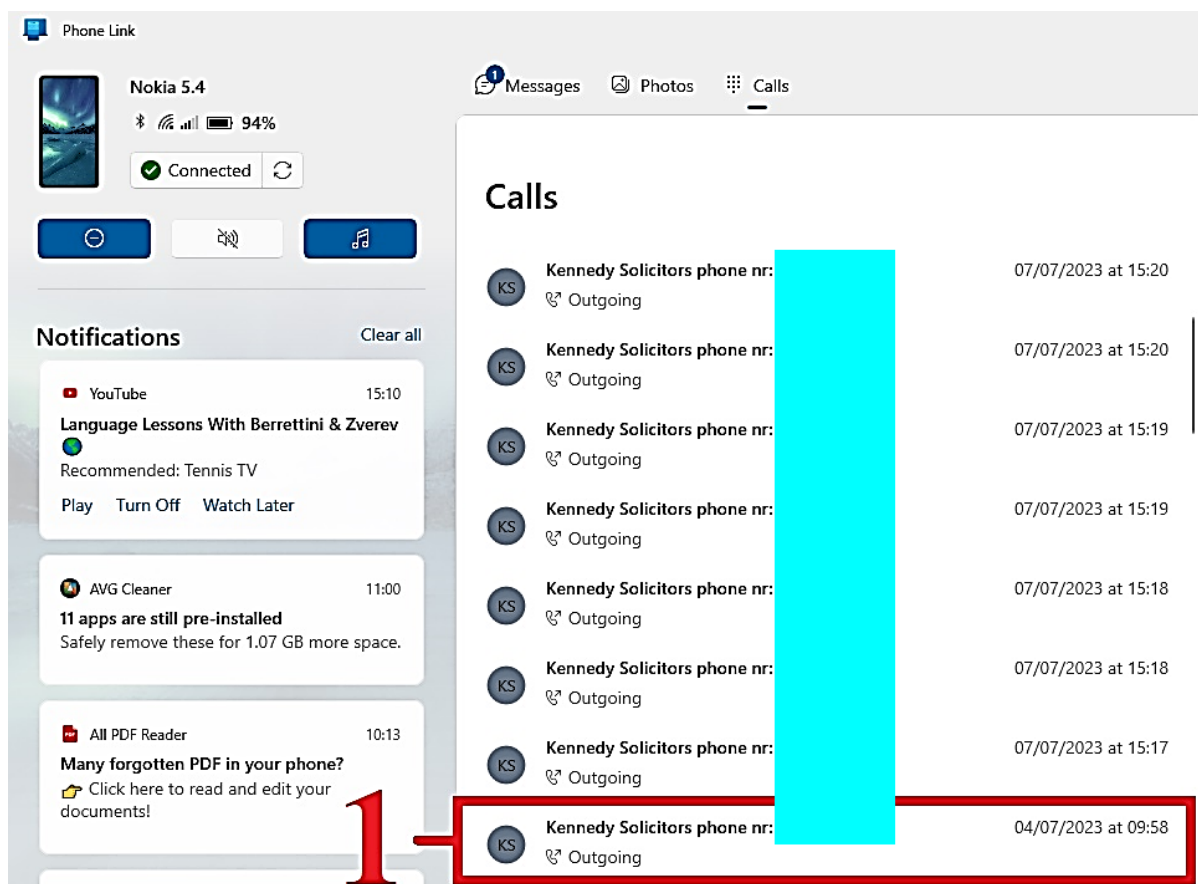 Phone Link
Nokia 5.4
94%
Connected
Notifications
Clear all
YouTube 15:10
Language Lessons With Berrettini & Zverev
Recommended: Tennis TV
Play Turn Off Watch Later
AVG Cleaner 11:00
11 apps are still pre-installed
Safely remove these for 1.07 GB more space.
All PDF Reader 10:13
Many forgotten PDF in your phone?
Click here to read and edit your
documents!
1
Messages Photos Calls
Calls
KS
Kennedy Solicitors phone nr: 07/07/2023 at 15:20
Outgoing
KS
Kennedy Solicitors phone nr: 07/07/2023 at 15:20
Outgoing
KS
Kennedy Solicitors phone nr: 07/07/2023 at 15:19
Outgoing
KS
Kennedy Solicitors phone nr: 07/07/2023 at 15:19
Outgoing
KS
Kennedy Solicitors phone nr: 07/07/2023 at 15:18
Outgoing
KS
Kennedy Solicitors phone nr: 07/07/2023 at 15:18
Outgoing
KS
Kennedy Solicitors phone nr: 07/07/2023 at 15:17
Outgoing
1
KS
Kennedy Solicitors phone nr: 04/07/2023 at 09:58
Outgoing